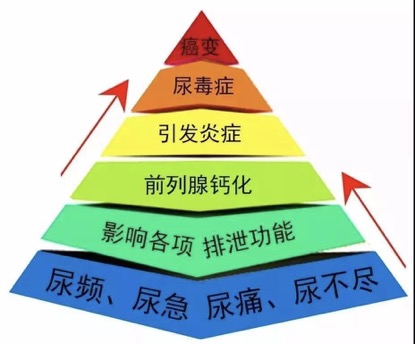 癌变
尿毒症
引发炎症
前列腺钙化
影响各项 排泄功能
尿频、尿急 尿痛、尿不尽